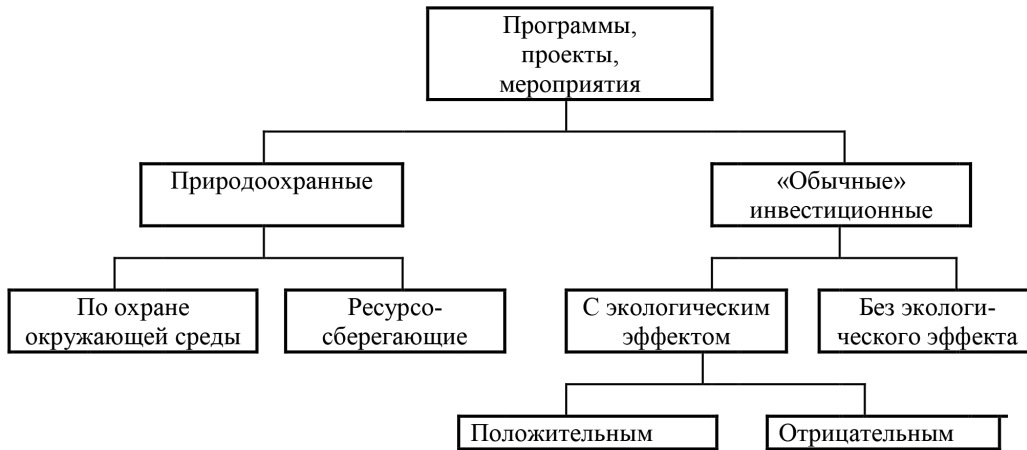 Программы,
проекты,
мероприятия
Природоохранные
«Обычные»
инвестиционные
По охране
окружающей среды
Ресурсо-
сберегающие
С экологическим
эффектом
Без экологи-
ческого эффекта
Положительным
Отрицательным